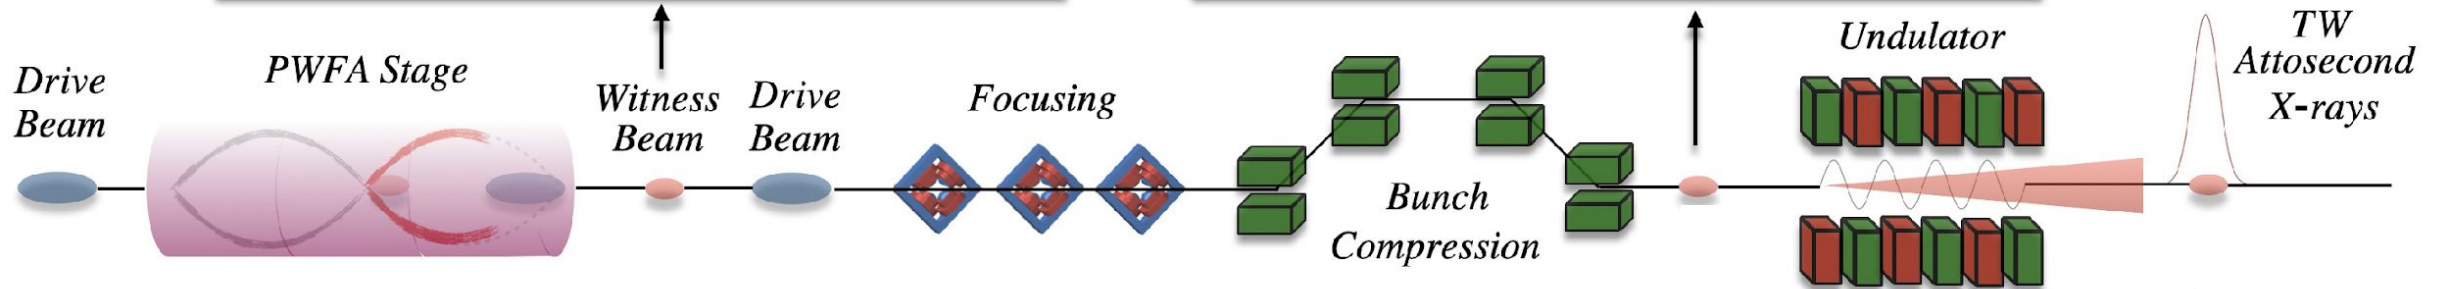 Drive
Beam
PWFA Stage
Witness
Beam
Drive
Beam
Focusing
Bunch
Compression
Undulator
TW
Attosecond
X-rays